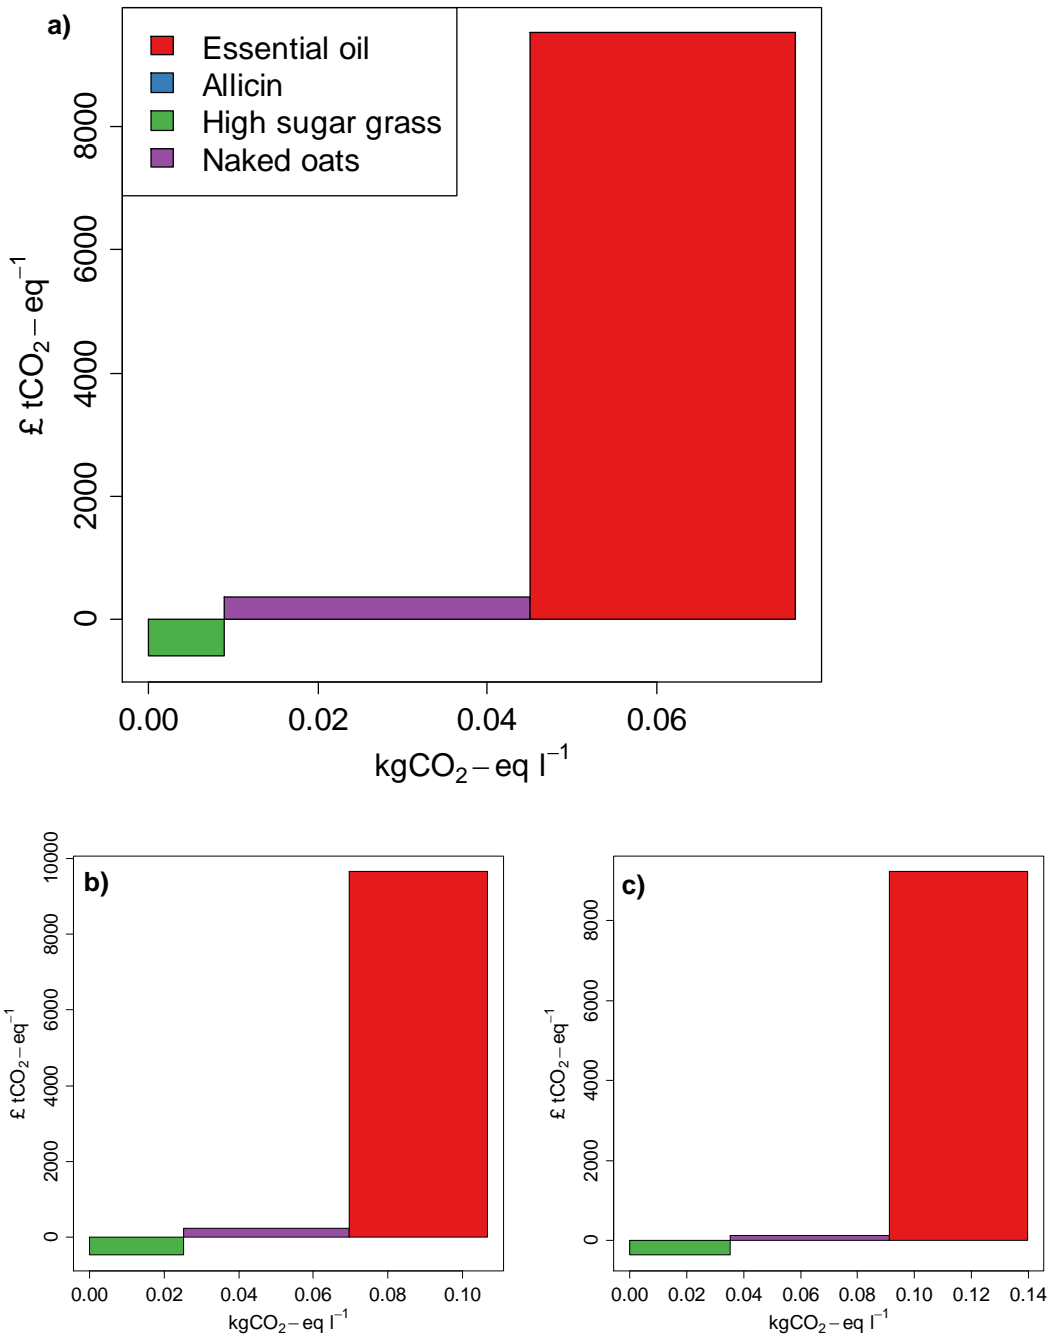 a)
Essential oil
Allicin
High sugar grass
Naked oats
8000
6000
4000
2000
0
£ tCO₂−eq⁻¹
0.00 0.02 0.04 0.06
kgCO₂−eq l⁻¹
b)
10000
8000
6000
4000
2000
0
£ tCO₂−eq⁻¹
0.00 0.02 0.04 0.06 0.08 0.10
kgCO₂−eq l⁻¹
c)
8000
6000
4000
2000
0
£ tCO₂−eq⁻¹
0.00 0.02 0.04 0.06 0.08 0.10 0.12 0.14
kgCO₂−eq l⁻¹